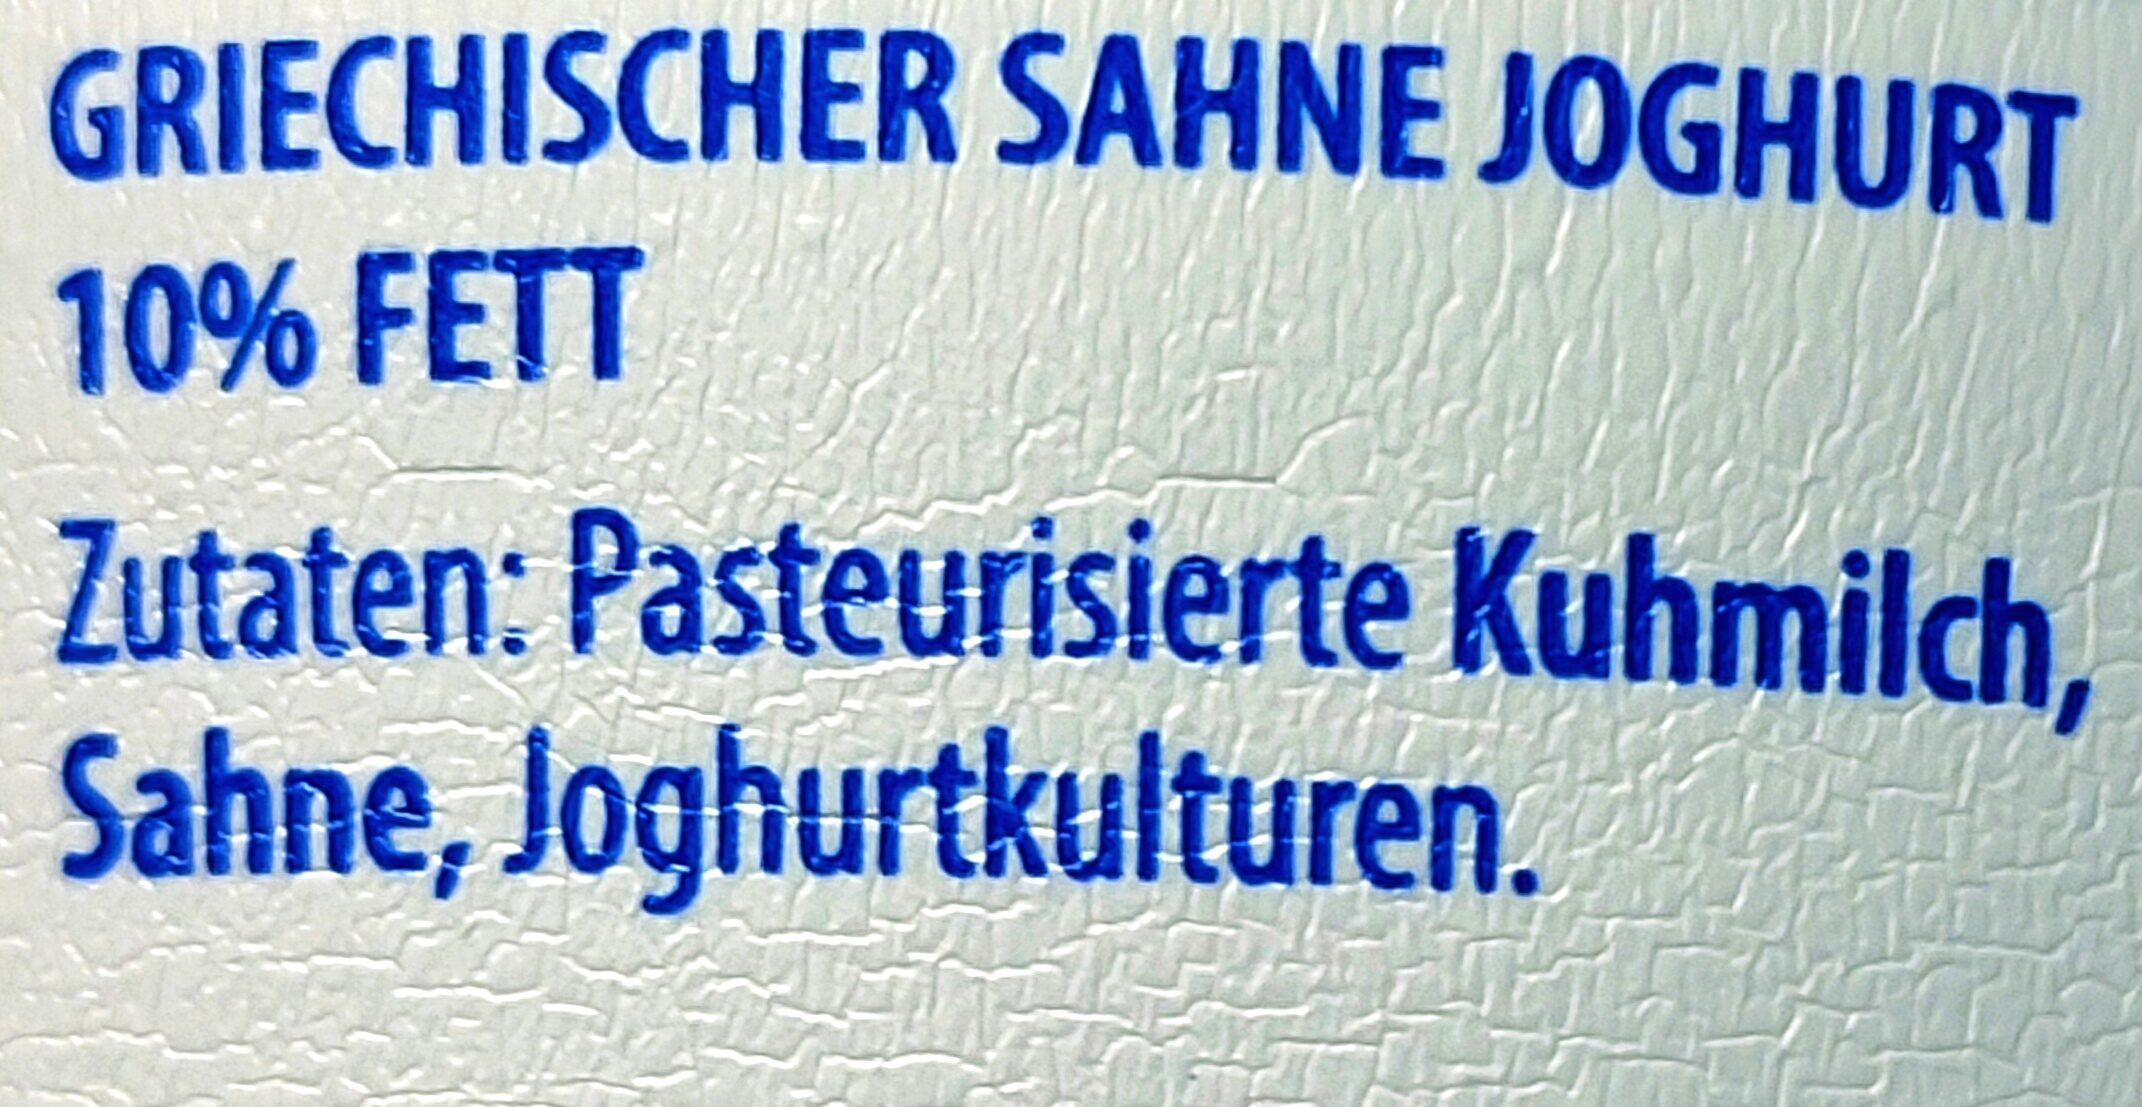 GRIECHISCHER SAHNE JOGHURT
10% FETT
Zutaten: Pasteurisierte Kuhmilch,
Sahne, Joghurtkulturen.